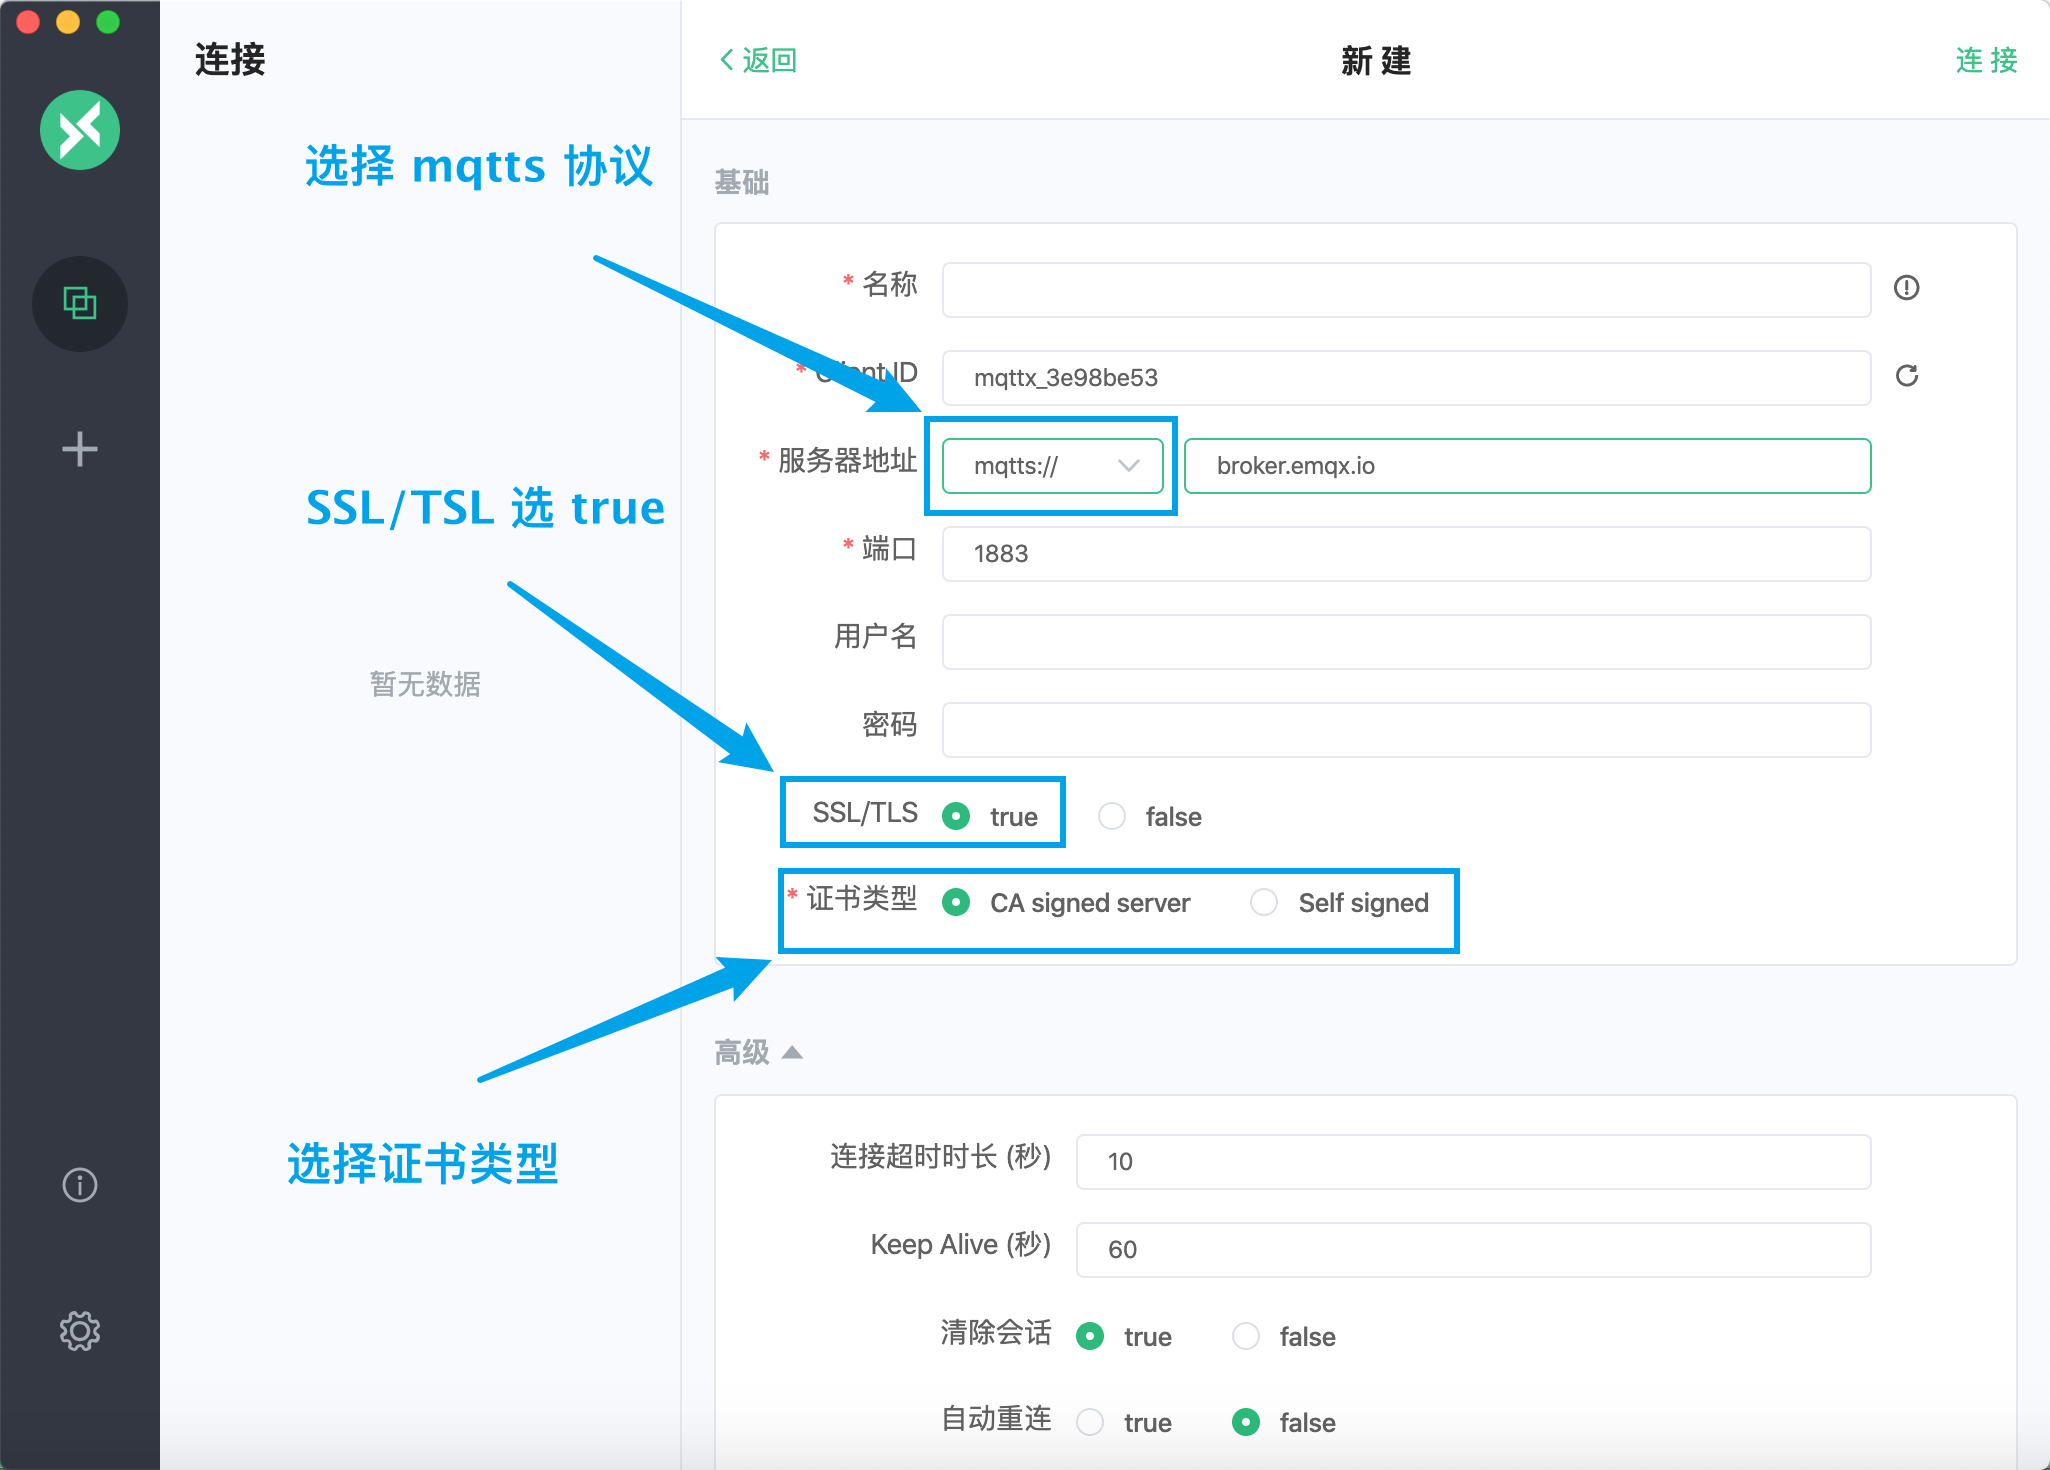 连接
返回
新 建
连 接
选择 mqtts 协议
基础
* 名称
* Client ID
mqttx_3e98be53
* 服务器地址
mqtts://
broker.emqx.io
SSL/TSL 选 true
* 端口
1883
用户名
暂无数据
密码
SSL/TLS
true
false
* 证书类型
CA signed server
Self signed
高级
选择证书类型
连接超时时长 (秒)
10
Keep Alive (秒)
60
清除会话
true
false
自动重连
true
false